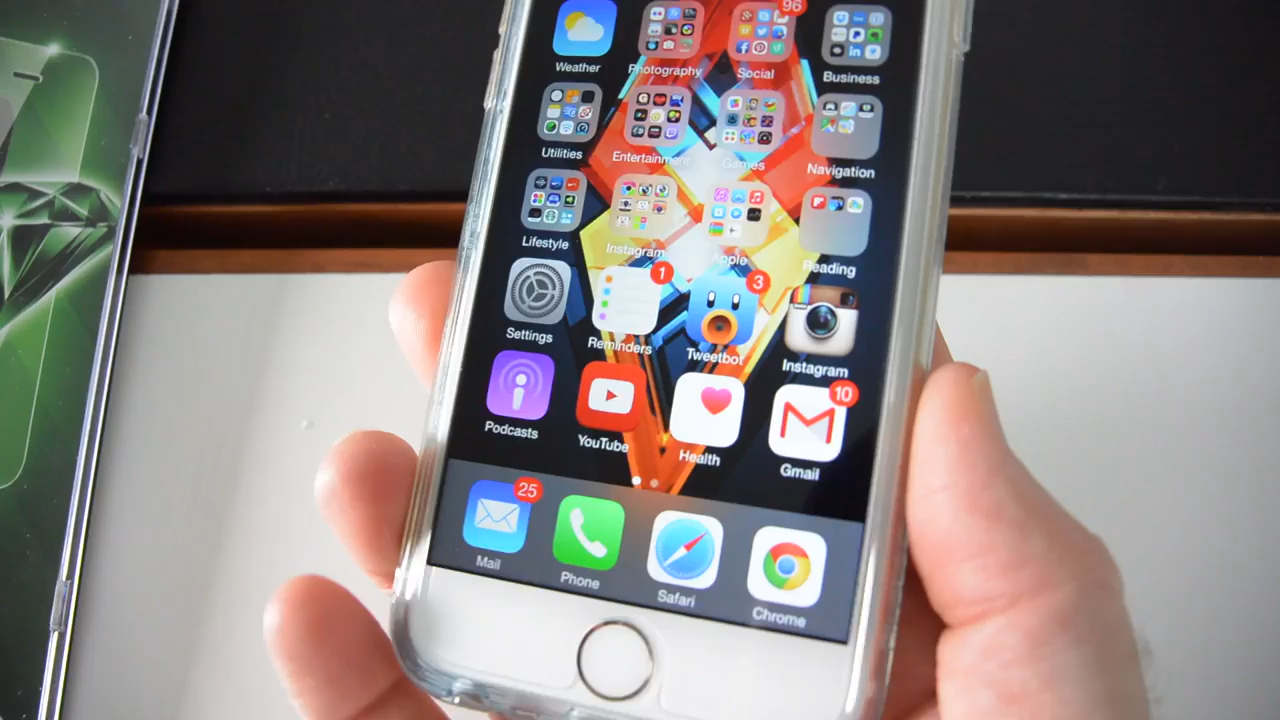 96
Weather Photography Social Business
Utilities Entertainment Games Navigation
Lifestyle Instagram Apple Reading
1 3
Settings Reminders Tweetbot Instagram
10
Podcasts YouTube Health Gmail
25
Mail Phone Safari Chrome